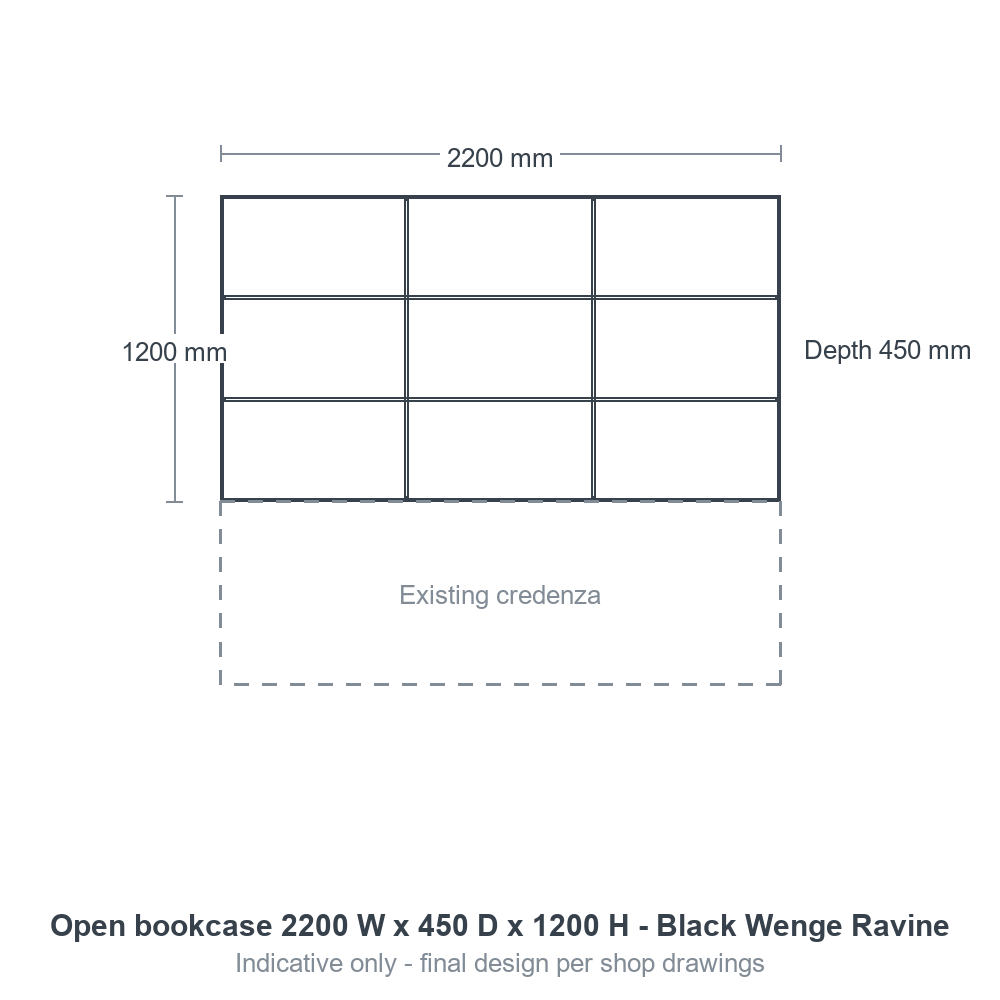 2200 mm
1200 mm
Depth 450 mm
Existing credenza
Open bookcase 2200 W x 450 D x 1200 H - Black Wenge Ravine
Indicative only - final design per shop drawings